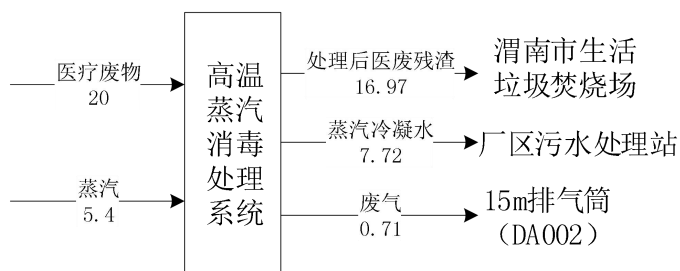 医疗废物
20
蒸汽
5.4
高温
蒸汽
消毒
处理
系统
处理后医废残渣
16.97
蒸汽冷凝水
7.72
废气
0.71
渭南市生活
垃圾焚烧场
厂区污水处理站
15m排气筒
（DA002）